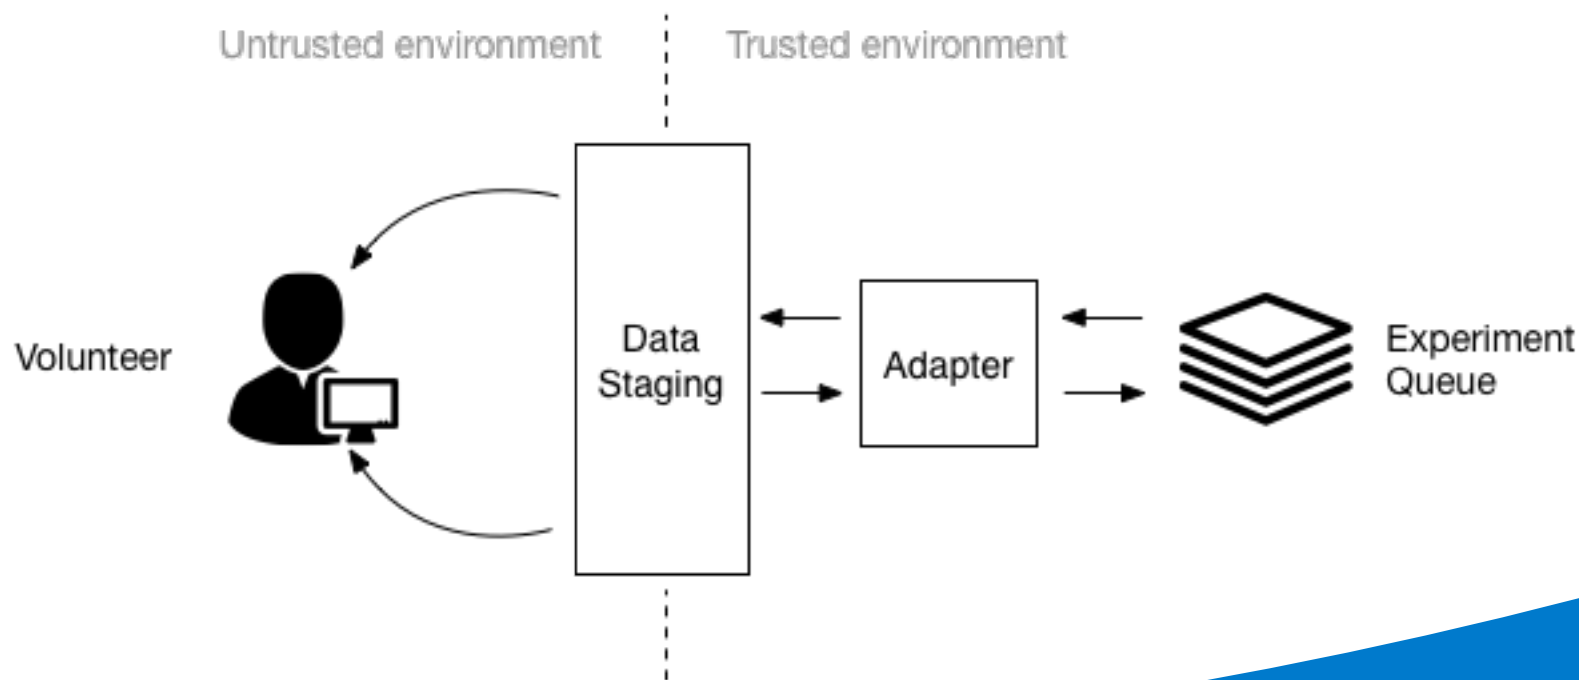 Untrusted environment
Trusted environment
Volunteer
Data
Staging
Adapter
Experiment
Queue